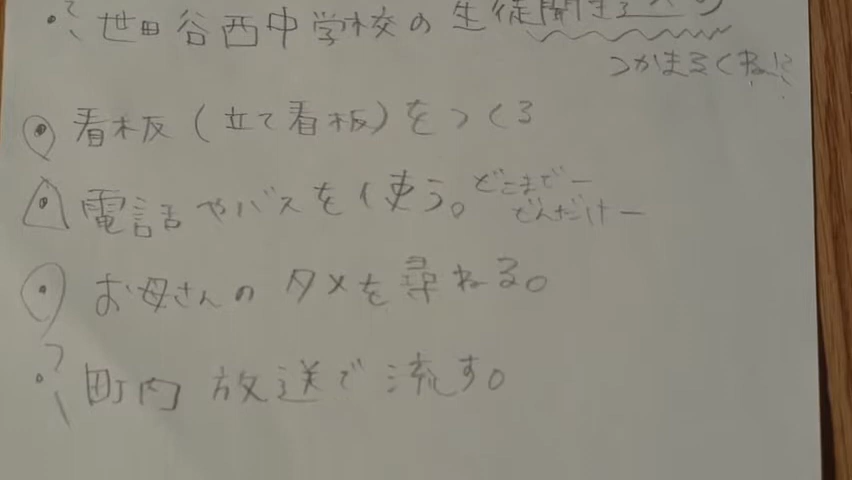 ・? 世田谷西中学校の生徒
つかまるくね!?
看板（立て看板）をつくる
電話やバスを使う。どこまでー
どんだけー
お母さんのタメを尋ねる。
・? 町内放送で流す。